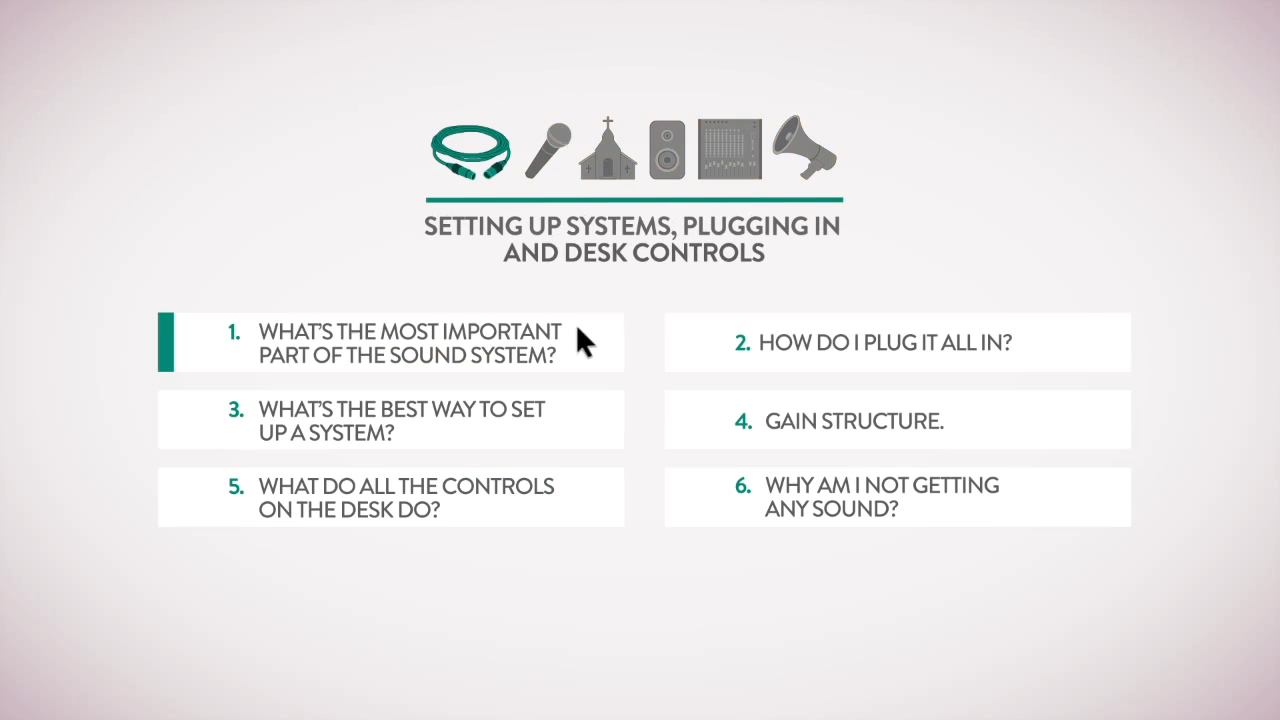 SETTING UP SYSTEMS, PLUGGING IN
AND DESK CONTROLS
1. WHAT'S THE MOST IMPORTANT
PART OF THE SOUND SYSTEM?
2. HOW DO I PLUG IT ALL IN?
3. WHAT'S THE BEST WAY TO SET
UP A SYSTEM?
4. GAIN STRUCTURE.
5. WHAT DO ALL THE CONTROLS
ON THE DESK DO?
6. WHY AM I NOT GETTING
ANY SOUND?